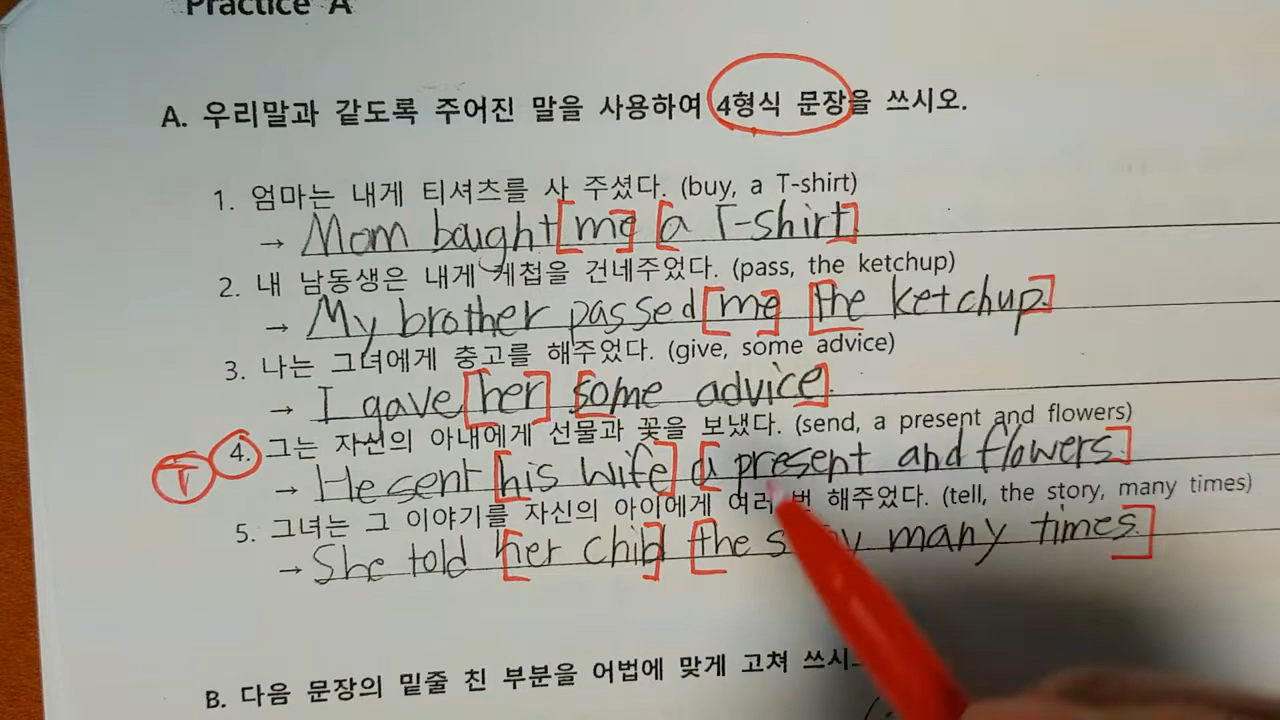 Practice A
A. 우리말과 같도록 주어진 말을 사용하여 4형식 문장을 쓰시오.
1. 엄마는 내게 티셔츠를 사 주셨다. (buy, a T-shirt)
→ Mom bought [me] [a T-shirt]
2. 내 남동생은 내게 케첩을 건네주었다. (pass, the ketchup)
→ My brother passed [me] [the ketchup.]
3. 나는 그녀에게 충고를 해주었다. (give, some advice)
→ I gave [her] [some advice].
4. 그는 자신의 아내에게 선물과 꽃을 보냈다. (send, a present and flowers)
T → He sent [his wife] [a present and flowers.]
5. 그녀는 그 이야기를 자신의 아이에게 여러 번 해주었다. (tell, the story, many times)
→ She told [her child] [the many times.]
B. 다음 문장의 밑줄 친 부분을 어법에 맞게 고쳐 쓰시